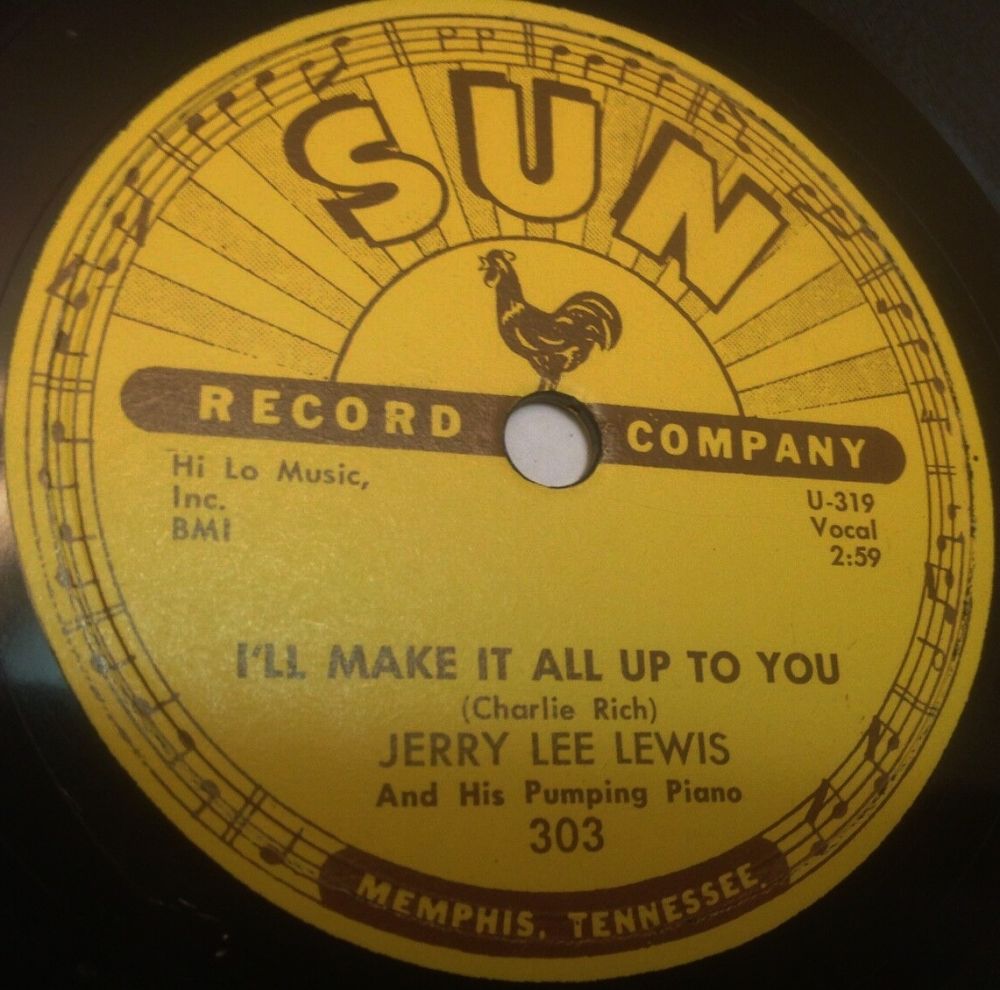 SUN
RECORD COMPANY
Hi Lo Music,
Inc.
BMI
U-319
Vocal
2:59
I'LL MAKE IT ALL UP TO YOU
(Charlie Rich)
JERRY LEE LEWIS
And His Pumping Piano
303
MEMPHIS, TENNESSEE